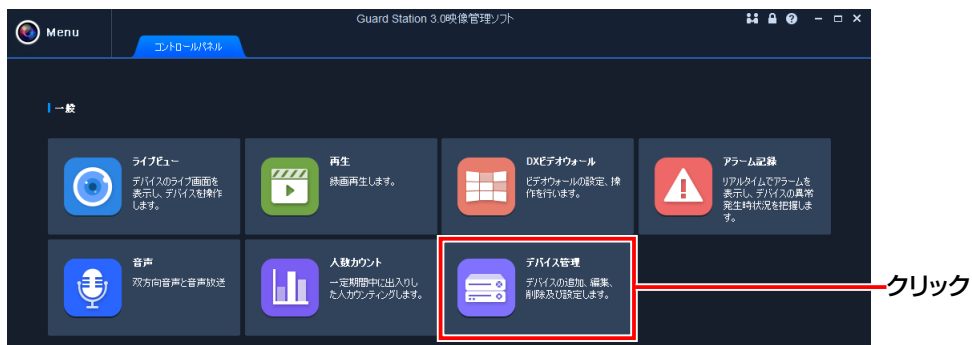 Guard Station 3.0映像管理ソフト
Menu
コントロールパネル
一般
ライブビュー
デバイスのライブ画面を
表示し、デバイスを操作
します。
再生
録画再生します。
DXビデオウォール
ビデオウォールの設定、操
作を行います。
アラーム記録
リアルタイムでアラームを
表示し、デバイスの異常
発生時状況を把握しま
す。
音声
双方向音声と音声放送
人数カウント
一定期間中に出入りし
た人カウンティングします。
デバイス管理
デバイスの追加、編集、
削除及び設定します。
クリック